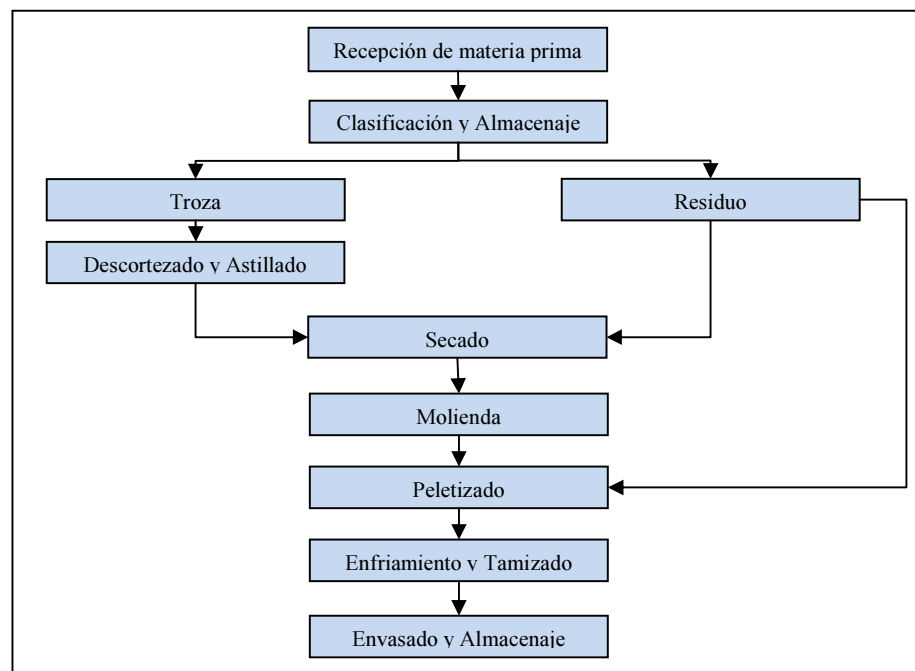 Recepción de materia prima
Clasificación y Almacenaje
Troza
Residuo
Descortezado y Astillado
Secado
Molienda
Peletizado
Enfriamiento y Tamizado
Envasado y Almacenaje